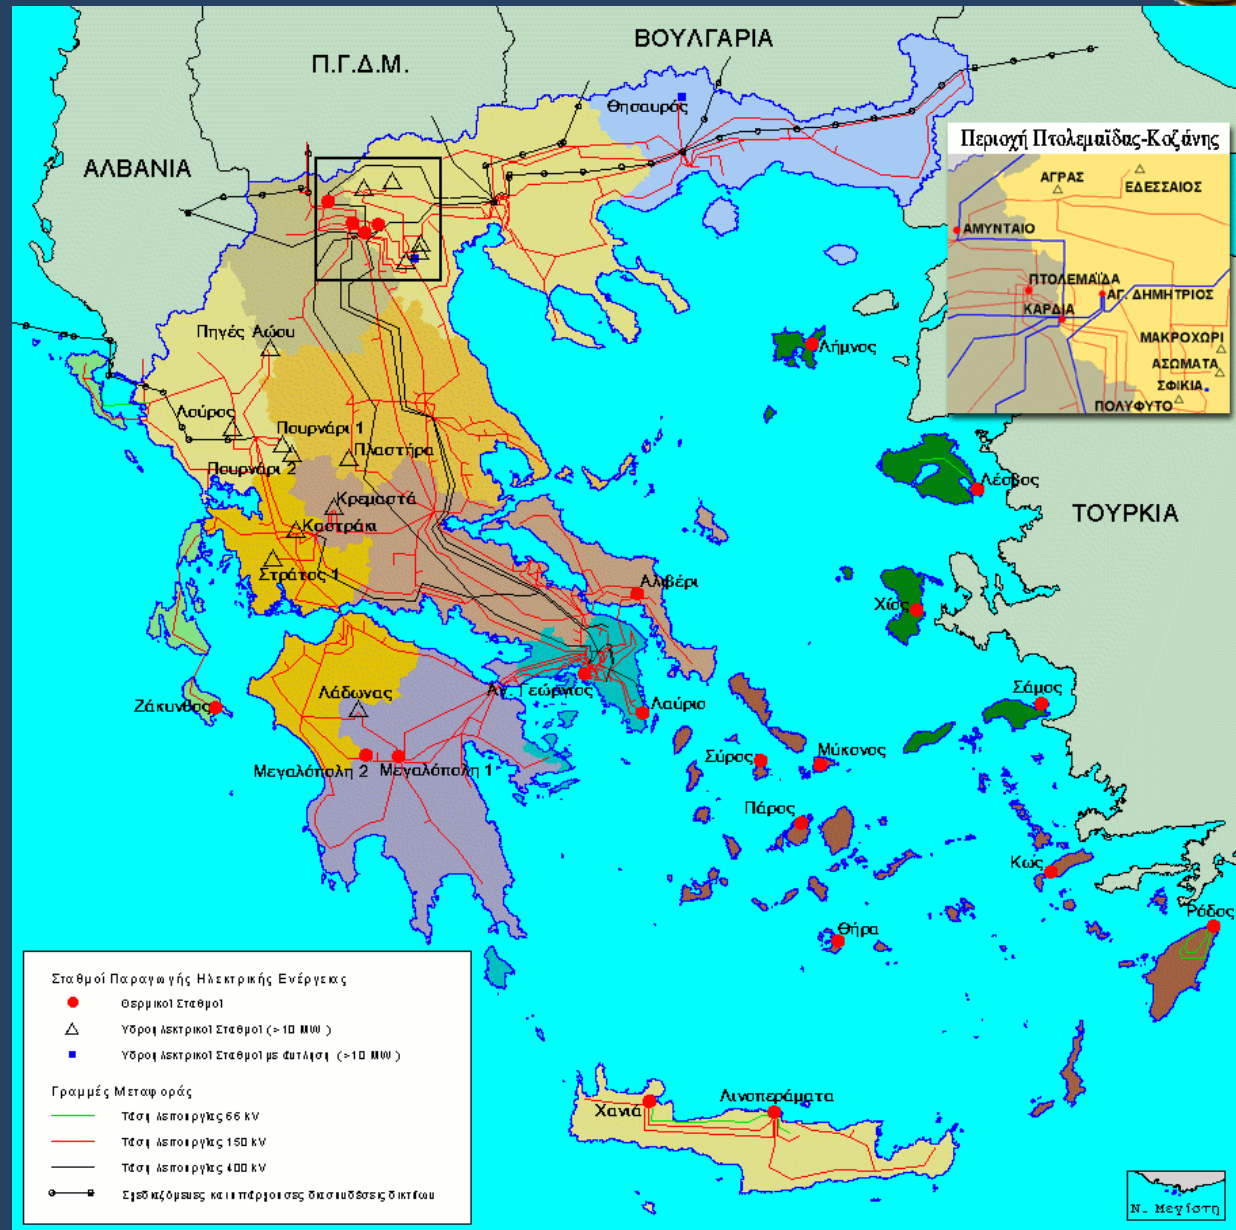 ΒΟΥΛΓΑΡΙΑ
Π.Γ.Δ.Μ.
ΑΛΒΑΝΙΑ
Θησαυρός
Περιοχή Πτολεμαΐδας-Κοζάνης
ΑΓΡΑΣ
ΕΔΕΣΣΑΙΟΣ
ΑΜΥΝΤΑΙΟ
ΠΤΟΛΕΜΑΪΔΑ
ΑΓ. ΔΗΜΗΤΡΙΟΣ
ΚΑΡΔΙΑ
ΜΑΚΡΟΧΩΡΙ
ΑΣΩΜΑΤΑ
ΣΦΙΚΙΑ
ΠΟΛΥΦΥΤΟ
Πηγές Αώου
Λήμνος
Λούρος
Πουρνάρι 1
Πλαστήρα
Πουρνάρι 2
Λέσβος
Κρεμαστά
ΤΟΥΡΚΙΑ
Καστράκι
Στράτος 1
Αλιβέρι
Χίος
Λάδωνας
Αγ. Γεώργιος
Σάμος
Ζάκυνθος
Λαύριο
Σύρος
Μύκονος
Μεγαλόπολη 2
Μεγαλόπολη 1
Πάρος
Κως
Ρόδος
Θήρα
Σταθμοί Παραγωγής Ηλεκτρικής Ενέργειας
Θερμικοί Σταθμοί
Υδροηλεκτρικοί Σταθμοί (>10 MW)
Υδροηλεκτρικοί Σταθμοί με άντληση (>10 MW)
Γραμμές Μεταφοράς
Τάση λειτουργίας 66 kV
Τάση λειτουργίας 150 kV
Τάση λειτουργίας 400 kV
Σχεδιαζόμενες και υπάρχουσες διασυνδέσεις δικτύου
Χανιά
Λινοπεράματα
Ν. Μεγίστη